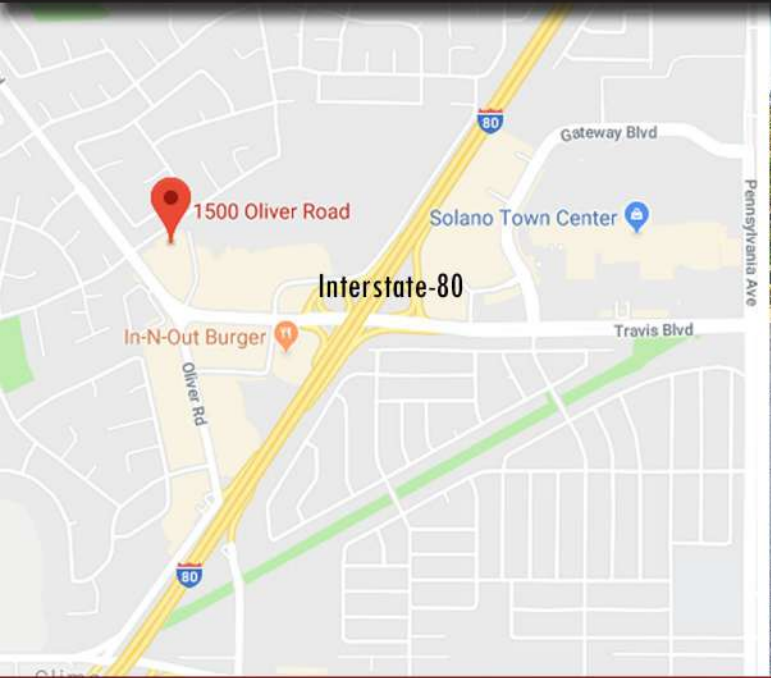 80
Gateway Blvd
Pennsylvania Ave
1500 Oliver Road
Solano Town Center
Interstate-80
Travis Blvd
In-N-Out Burger
Oliver Rd
80